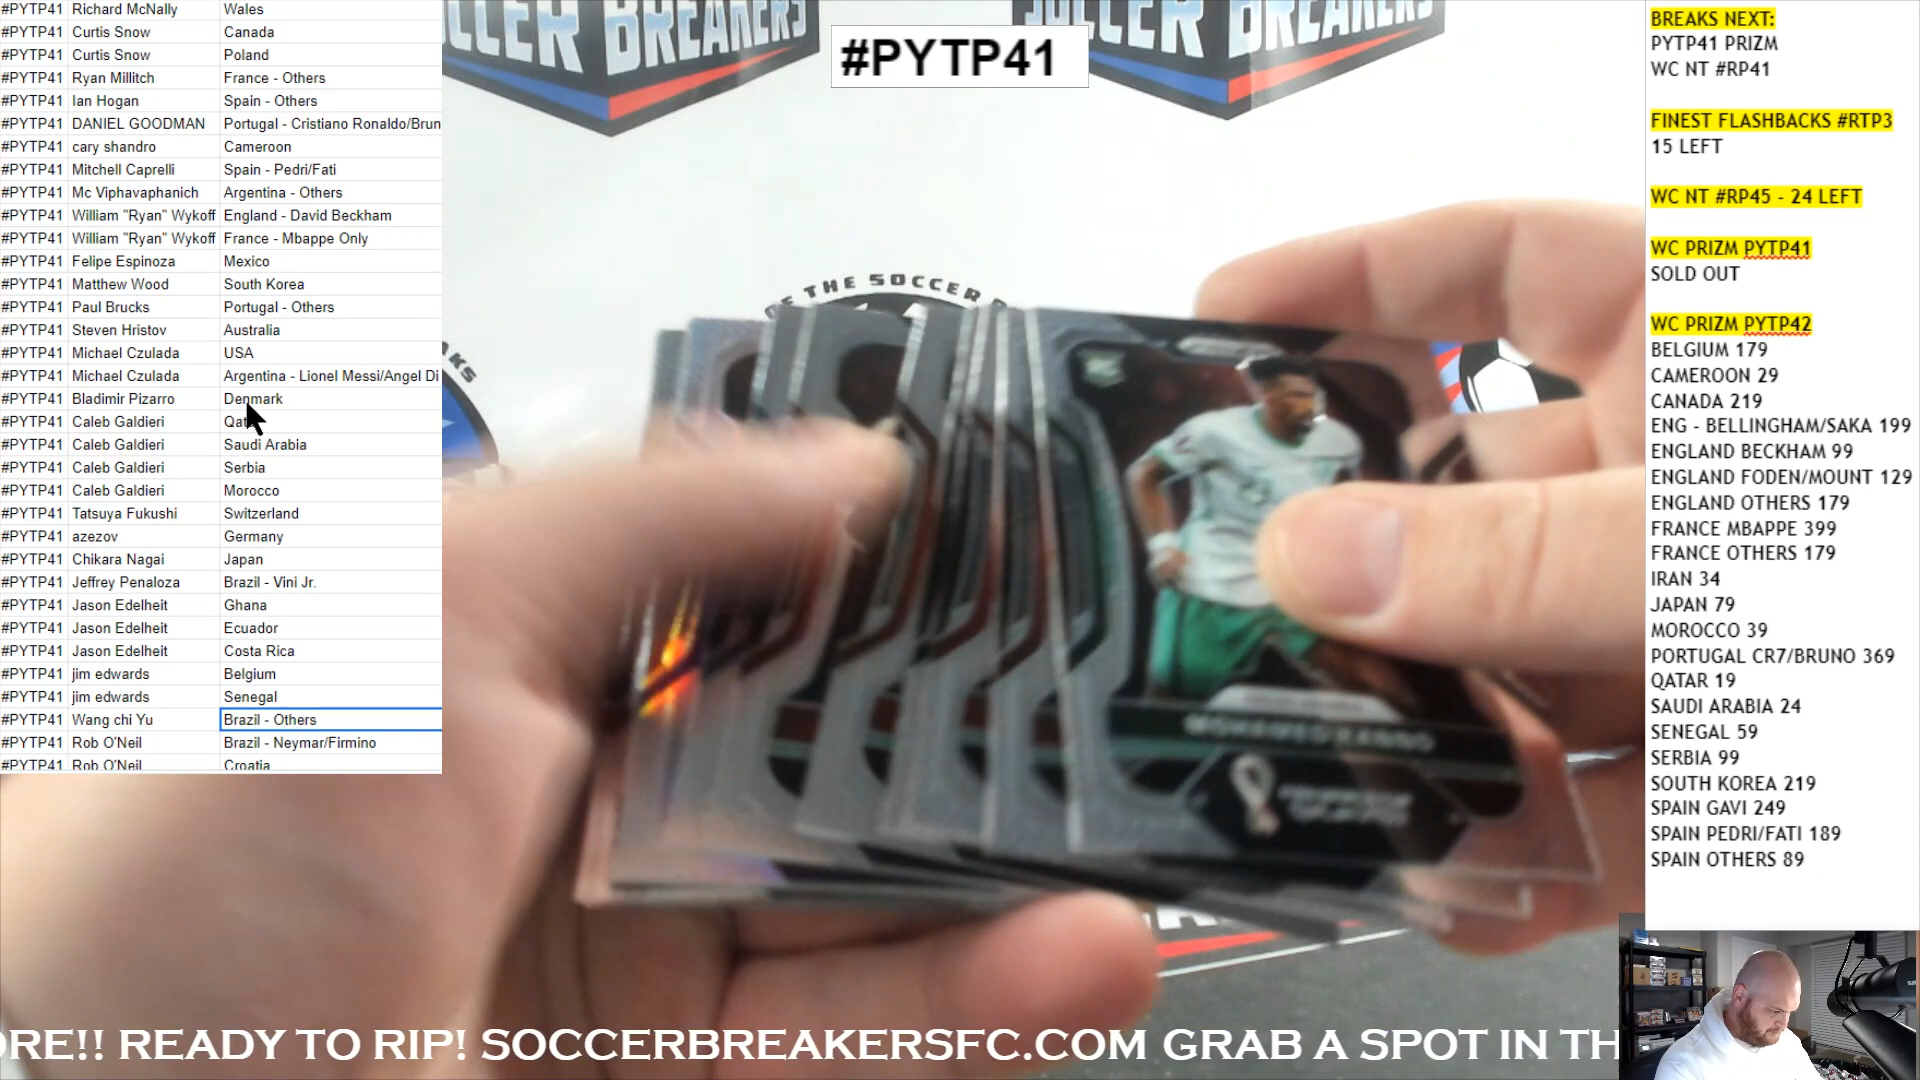 #PYTP41 Richard McNally Wales
#PYTP41 Curtis Snow Canada
#PYTP41 Curtis Snow Poland
#PYTP41 Ryan Millitch France - Others
#PYTP41 Ian Hogan Spain - Others
#PYTP41 DANIEL GOODMAN Portugal - Cristiano Ronaldo/Brun
#PYTP41 cary shandro Cameroon
#PYTP41 Mitchell Caprelli Spain - Pedri/Fati
#PYTP41 Mc Viphavaphanich Argentina - Others
#PYTP41 William "Ryan" Wykoff England - David Beckham
#PYTP41 William "Ryan" Wykoff France - Mbappe Only
#PYTP41 Felipe Espinoza Mexico
#PYTP41 Matthew Wood South Korea
#PYTP41 Paul Brucks Portugal - Others
#PYTP41 Steven Hristov Australia
#PYTP41 Michael Czulada USA
#PYTP41 Michael Czulada Argentina - Lionel Messi/Angel Di
#PYTP41 Bladimir Pizarro Denmark
#PYTP41 Caleb Galdieri
#PYTP41 Caleb Galdieri Saudi Arabia
#PYTP41 Caleb Galdieri Serbia
#PYTP41 Caleb Galdieri Morocco
#PYTP41 Tatsuya Fukushi Switzerland
#PYTP41 azezov Germany
#PYTP41 Chikara Nagai Japan
#PYTP41 Jeffrey Penaloza Brazil - Vini Jr.
#PYTP41 Jason Edelheit Ghana
#PYTP41 Jason Edelheit Ecuador
#PYTP41 Jason Edelheit Costa Rica
#PYTP41 jim edwards Belgium
#PYTP41 jim edwards Senegal
#PYTP41 Wang chi Yu Brazil - Others
#PYTP41 Rob O'Neil Brazil - Neymar/Firmino
#PYTP41 Rob O'Neil Croatia
BREAKERS
SOCCER BREAKERS
#PYTP41
THE SOCCER
MOHAMED KANNO
BREAKS NEXT:
PYTP41 PRIZM
WC NT #RP41
FINEST FLASHBACKS #RTP3
15 LEFT
WC NT #RP45 - 24 LEFT
WC PRIZM PYTP41
SOLD OUT
WC PRIZM PYTP42
BELGIUM 179
CAMEROON 29
CANADA 219
ENG - BELLINGHAM/SAKA 199
ENGLAND BECKHAM 99
ENGLAND FODEN/MOUNT 129
ENGLAND OTHERS 179
FRANCE MBAPPE 399
FRANCE OTHERS 179
IRAN 34
JAPAN 79
MOROCCO 39
PORTUGAL CR7/BRUNO 369
QATAR 19
SAUDI ARABIA 24
SENEGAL 59
SERBIA 99
SOUTH KOREA 219
SPAIN GAVI 249
SPAIN PEDRI/FATI 189
SPAIN OTHERS 89
ORE!! READY TO RIP! SOCCERBREAKERSFC.COM GRAB A SPOT IN TH